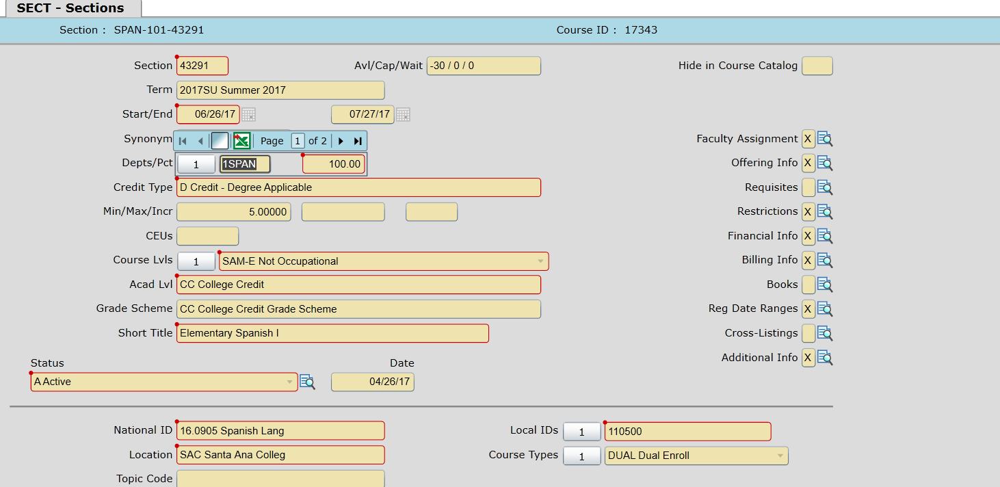 SECT - Sections
Section : SPAN-101-43291 Course ID : 17343
Section 43291 Avl/Cap/Wait -30 / 0 / 0 Hide in Course Catalog
Term 2017SU Summer 2017
Start/End 06/26/17 07/27/17
Synonym Page 1 of 2 Faculty Assignment X
Depts/Pct 1 1SPAN 100.00 Offering Info X
Credit Type D Credit - Degree Applicable Requisites
Min/Max/Incr 5.00000 Restrictions X
CEUs Financial Info X
Course Lvls 1 SAM-E Not Occupational Billing Info X
Acad Lvl CC College Credit Books
Grade Scheme CC College Credit Grade Scheme Reg Date Ranges X
Short Title Elementary Spanish I Cross-Listings
Additional Info X
Status Date
A Active 04/26/17
National ID 16.0905 Spanish Lang Local IDs 1 110500
Location SAC Santa Ana Colleg Course Types 1 DUAL Dual Enroll
Topic Code